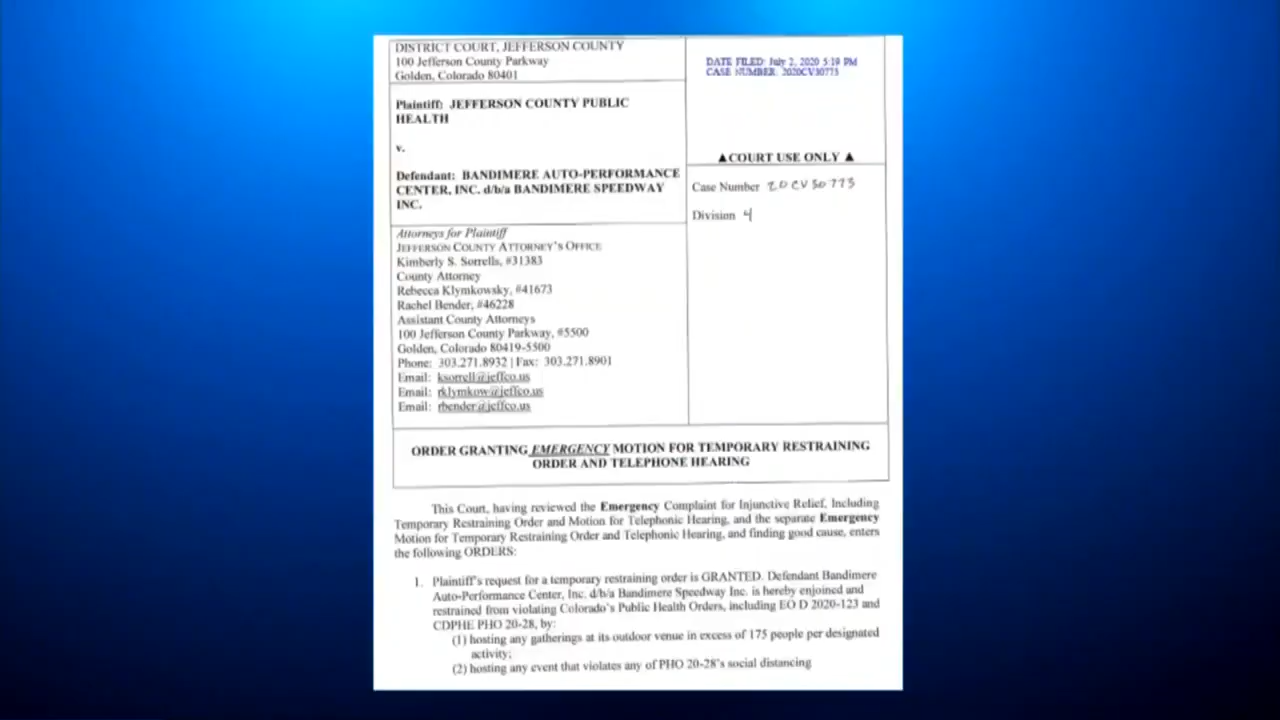 DISTRICT COURT, JEFFERSON COUNTY
100 Jefferson County Parkway
Golden, Colorado 80401
Plaintiff: JEFFERSON COUNTY PUBLIC
HEALTH
v.
Defendant: BANDIMERE AUTO-PERFORMANCE
CENTER, INC. d/b/a BANDIMERE SPEEDWAY
INC.
DATE FILED: July 2, 2020 5:19 PM
CASE NUMBER: 2020CV30773
▲COURT USE ONLY ▲
Attorneys for Plaintiff
JEFFERSON COUNTY ATTORNEY'S OFFICE
Kimberly S. Sorrells, #31383
County Attorney
Rebecca Klymkowsky, #41673
Rachel Bender, #46228
Assistant County Attorneys
100 Jefferson County Parkway, #5500
Golden, Colorado 80419-5500
Phone: 303.271.8932 | Fax: 303.271.8901
Email: ksorrell@jeffco.us
Email: rklymkow@jeffco.us
Email: rbender@jeffco.us
Case Number 20CV30773
Division 4
ORDER GRANTING EMERGENCY MOTION FOR TEMPORARY RESTRAINING
ORDER AND TELEPHONE HEARING
This Court, having reviewed the Emergency Complaint for Injunctive Relief, Including
Temporary Restraining Order and Motion for Telephonic Hearing, and the separate Emergency
Motion for Temporary Restraining Order and Telephonic Hearing, and finding good cause, enters
the following ORDERS:
1. Plaintiff's request for a temporary restraining order is GRANTED. Defendant Bandimere
Auto-Performance Center, Inc. d/b/a Bandimere Speedway Inc. is hereby enjoined and
restrained from violating Colorado's Public Health Orders, including EO D 2020-123 and
CDPHE PHO 20-28, by:
(1) hosting any gatherings at its outdoor venue in excess of 175 people per designated
activity;
(2) hosting any event that violates any of PHO 20-28's social distancing